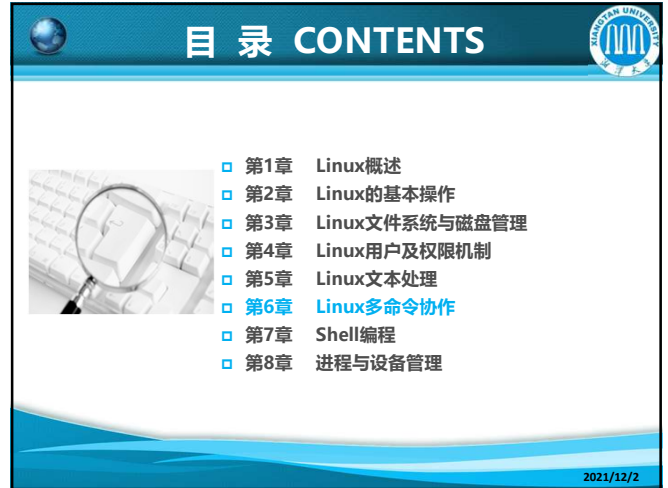 目 录 CONTENTS
XIANGTAN UNIVERSITY
第1章 Linux概述
第2章 Linux的基本操作
第3章 Linux文件系统与磁盘管理
第4章 Linux用户及权限机制
第5章 Linux文本处理
第6章 Linux多命令协作
第7章 Shell编程
第8章 进程与设备管理
2021/12/2